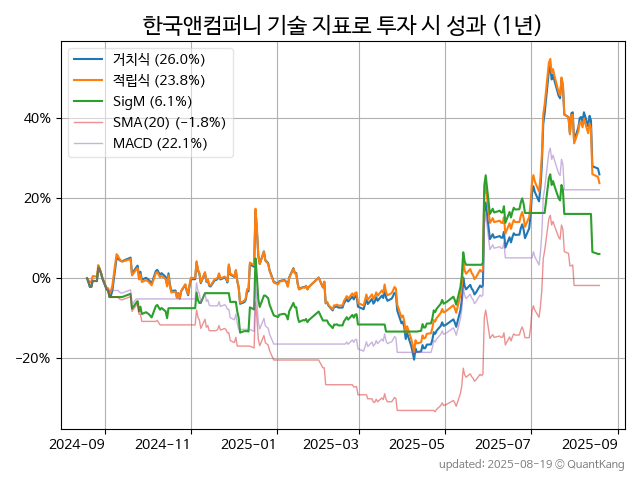 한국앤컴퍼니 기술 지표로 투자 시 성과 (1년)
거치식 (26.0%)
적립식 (23.8%)
SigM (6.1%)
SMA(20) (−1.8%)
MACD (22.1%)
40%
20%
0%
−20%
2024-09 2024-11 2025-01 2025-03 2025-05 2025-07 2025-09
updated: 2025-08-19 © QuantKang